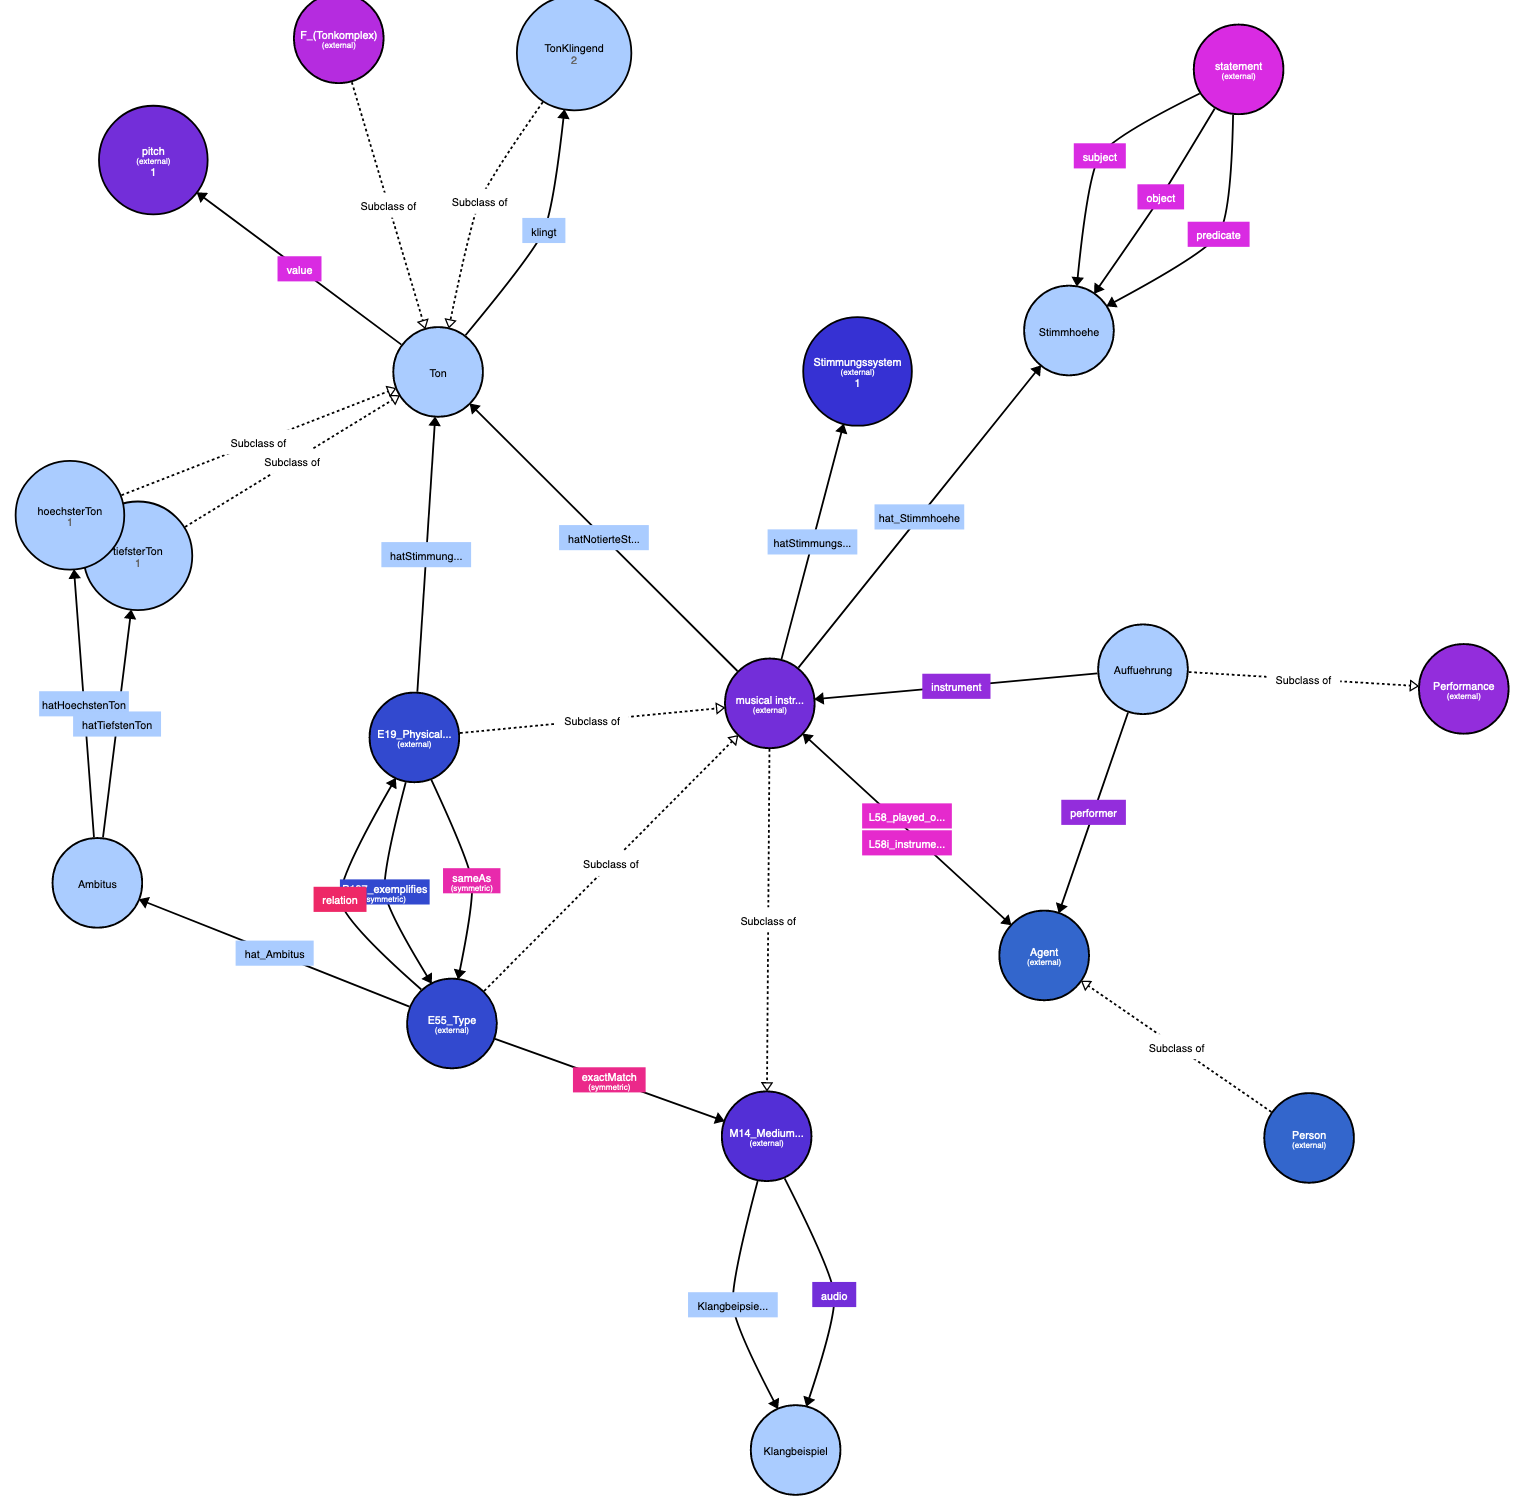 F_(Tonkomplex)
(external)
TonKlingend
2
statement
(external)
pitch
(external)
1
subject
object
predicate
Subclass of
Subclass of
klingt
value
Stimmhoehe
Ton
Stimmungssystem
(external)
1
Subclass of
Subclass of
hoechsterTon
1
tiefsterTon
1
hatStimmung...
hatNotierteSt...
hatStimmungs...
hat_Stimmhoehe
hatHoechstenTon
hatTiefstenTon
E19_Physical...
(external)
Subclass of
musical instr...
(external)
instrument
Auffuehrung
Subclass of
Performance
(external)
L58_played_o...
L58i_instrume...
performer
Subclass of
Ambitus
relation
_exemplifies
symmetric)
sameAs
(symmetric)
Subclass of
hat_Ambitus
Agent
(external)
E55_Type
(external)
exactMatch
(symmetric)
Subclass of
M14_Medium...
(external)
Person
(external)
Klangbeipsie...
audio
Klangbeispiel